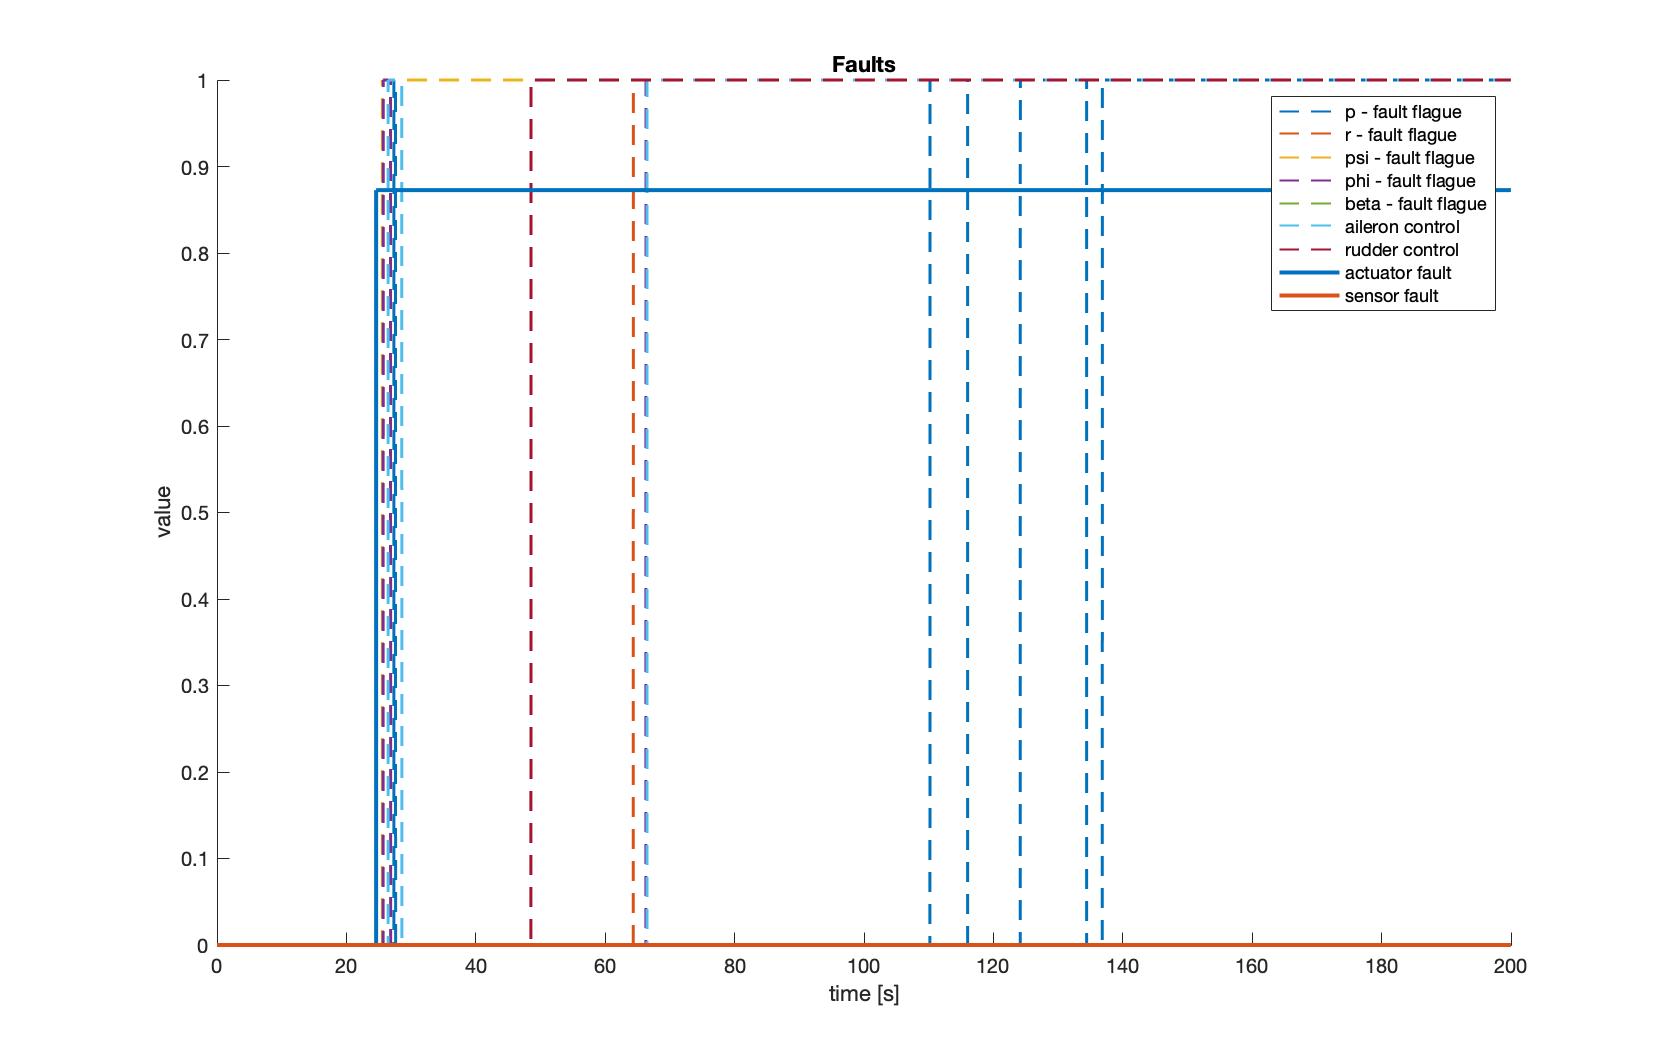 Faults
1
0.9
0.8
0.7
0.6
0.5
0.4
0.3
0.2
0.1
0
value
p - fault flague
r - fault flague
psi - fault flague
phi - fault flague
beta - fault flague
aileron control
rudder control
actuator fault
sensor fault
0 20 40 60 80 100 120 140 160 180 200
time [s]